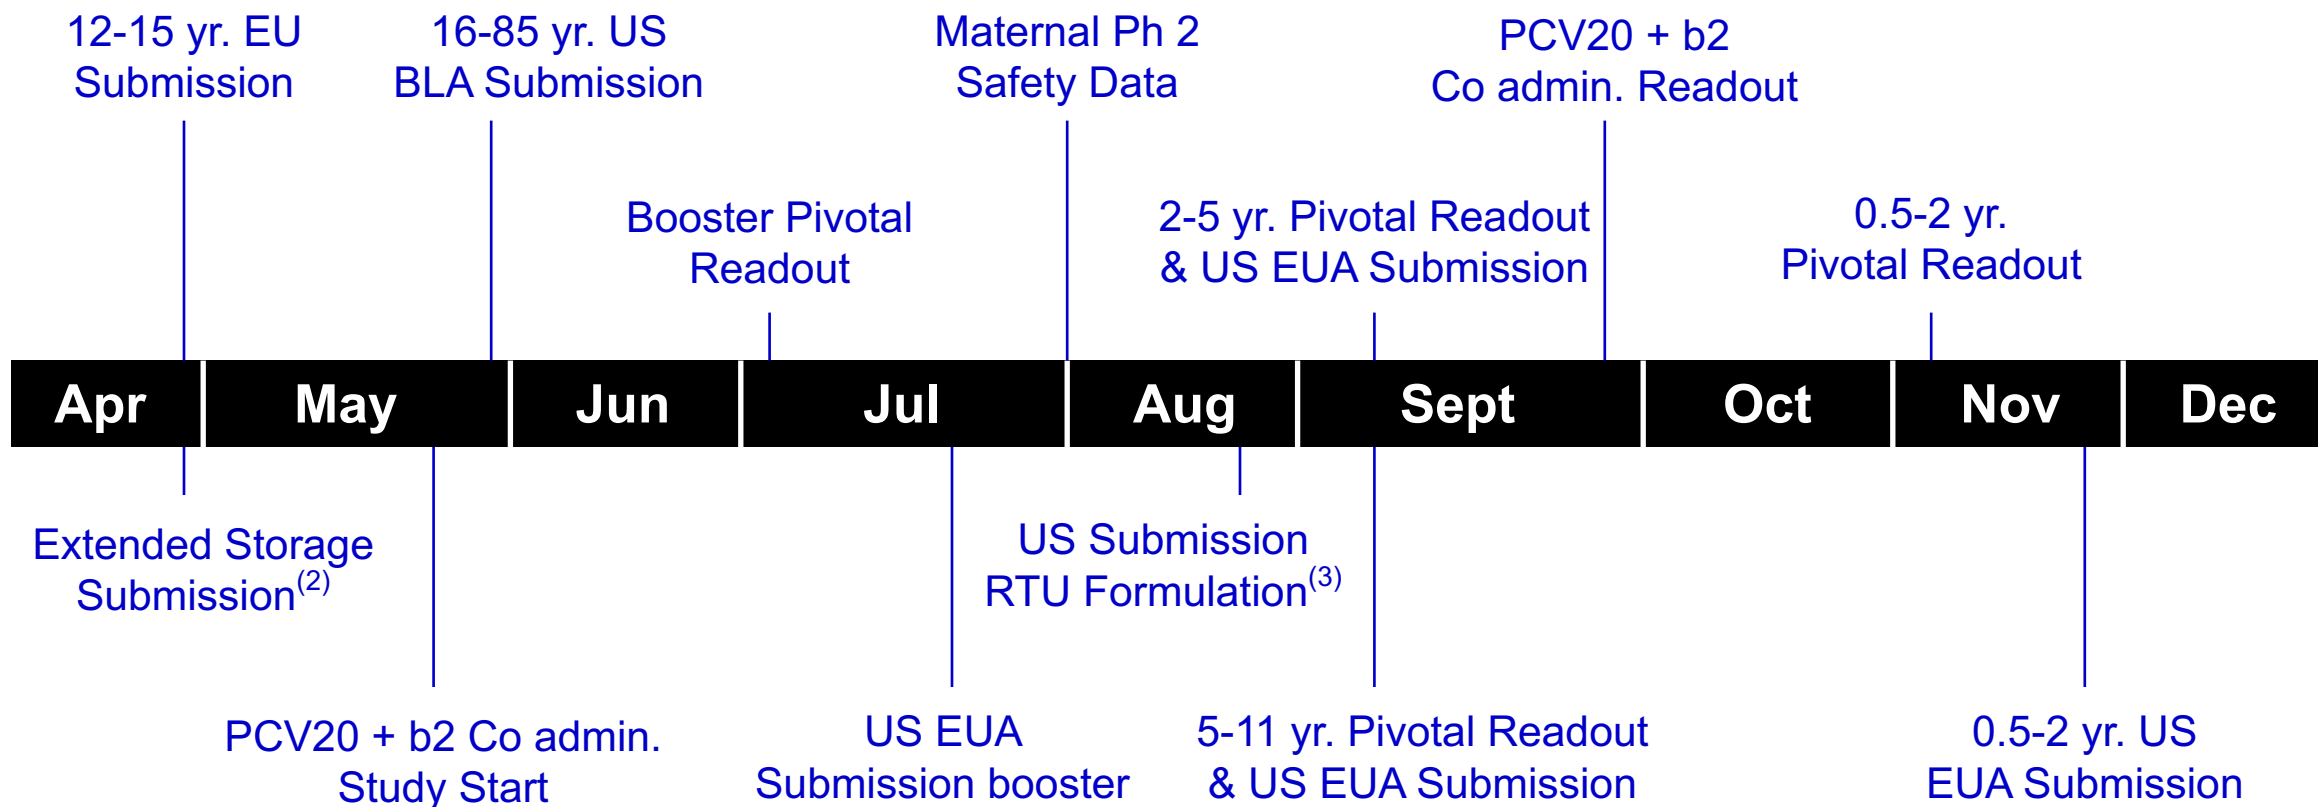 12-15 yr. EU
Submission
16-85 yr. US
BLA Submission
Maternal Ph 2
Safety Data
PCV20 + b2
Co admin. Readout
Booster Pivotal
Readout
2-5 yr. Pivotal Readout
& US EUA Submission
0.5-2 yr.
Pivotal Readout
Apr May Jun Jul Aug Sept Oct Nov Dec
Extended Storage
Submission(2)
US Submission
RTU Formulation(3)
PCV20 + b2 Co admin.
Study Start
US EUA
Submission booster
5-11 yr. Pivotal Readout
& US EUA Submission
0.5-2 yr. US
EUA Submission